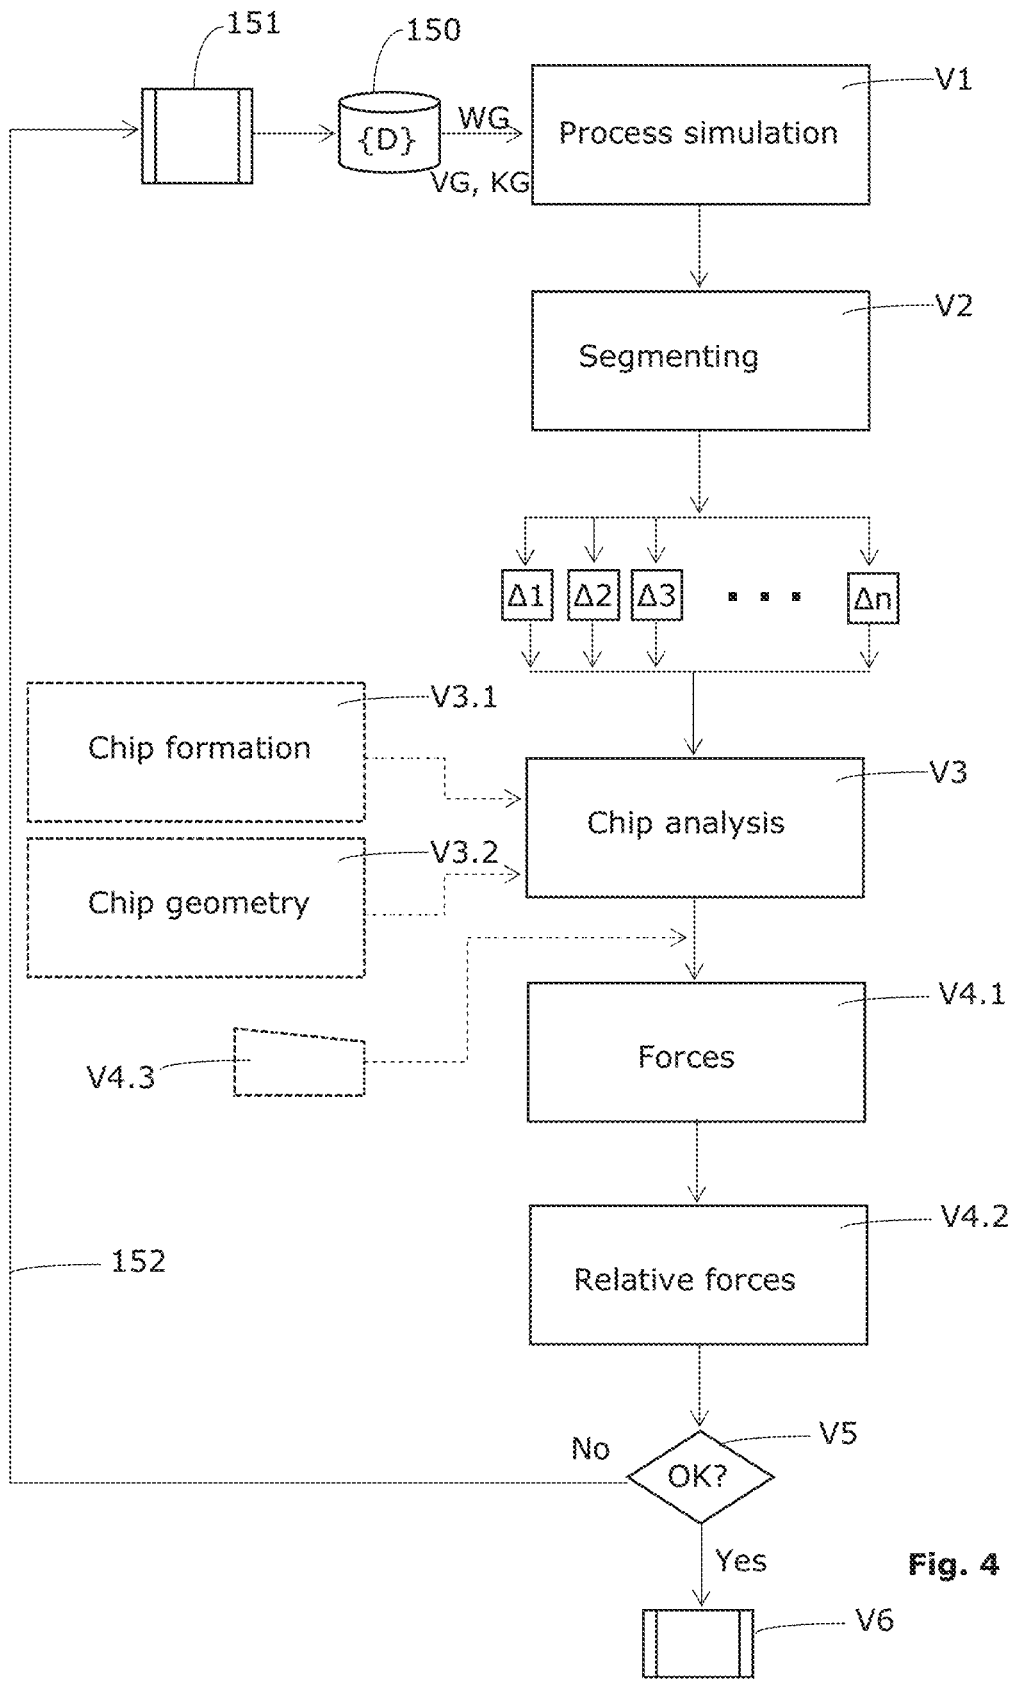 151
150
V1
WG
{D}
Process simulation
VG, KG
V2
Segmenting
Δ1 Δ2 Δ3 Δn
V3.1
Chip formation
V3
Chip analysis
V3.2
Chip geometry
V4.1
Forces
V4.3
V4.2
152
Relative forces
V5
No
OK?
Yes
Fig. 4
V6